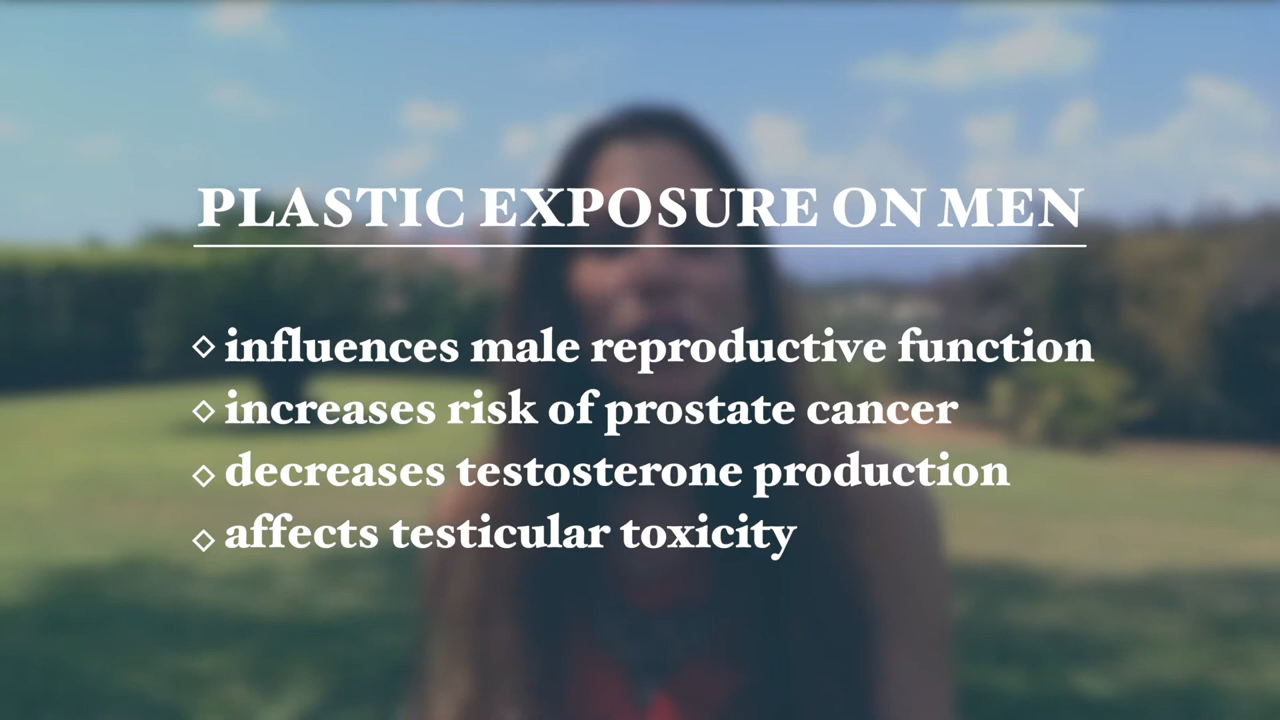 PLASTIC EXPOSURE ON MEN
◇ influences male reproductive function
◇ increases risk of prostate cancer
◇ decreases testosterone production
◇ affects testicular toxicity